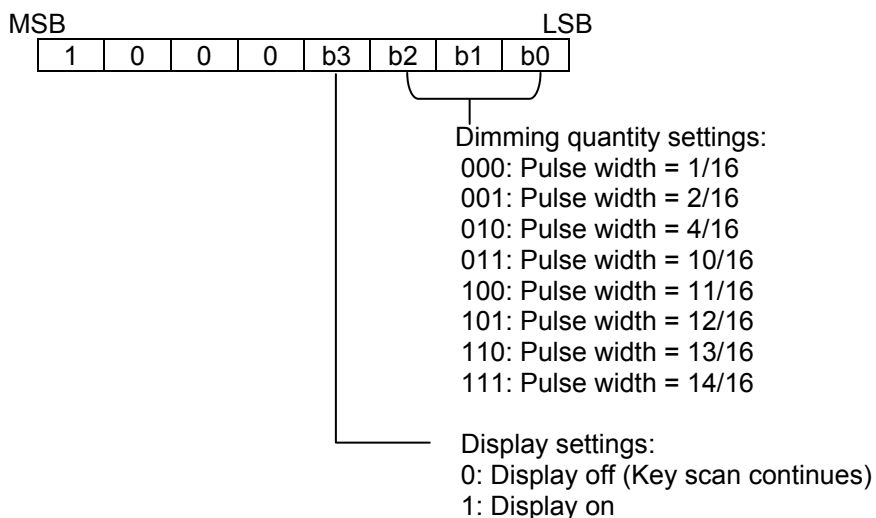 MSB LSB
1 0 0 0 b3 b2 b1 b0
Dimming quantity settings:
000: Pulse width = 1/16
001: Pulse width = 2/16
010: Pulse width = 4/16
011: Pulse width = 10/16
100: Pulse width = 11/16
101: Pulse width = 12/16
110: Pulse width = 13/16
111: Pulse width = 14/16
Display settings:
0: Display off (Key scan continues)
1: Display on